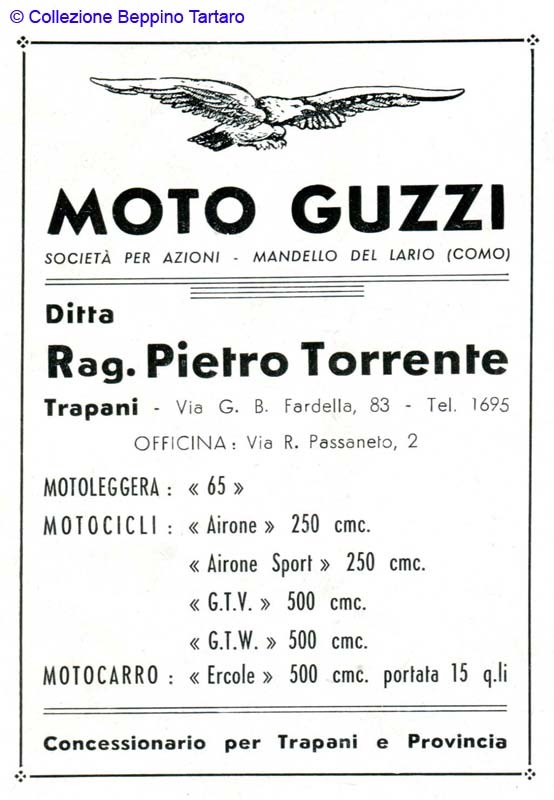 © Collezione Beppino Tartaro
MOTO GUZZI
SOCIETÀ PER AZIONI - MANDELLO DEL LARIO (COMO)
Ditta
Rag. Pietro Torrente
Trapani - Via G. B. Fardella, 83 - Tel. 1695
OFFICINA: Via R. Passaneto, 2
MOTOLEGGERA: « 65 »
MOTOCICLI: « Airone » 250 cmc.
« Airone Sport » 250 cmc.
« G.T.V. » 500 cmc.
« G.T.W. » 500 cmc.
MOTOCARRO: « Ercole » 500 cmc. portata 15 q.li
Concessionario per Trapani e Provincia